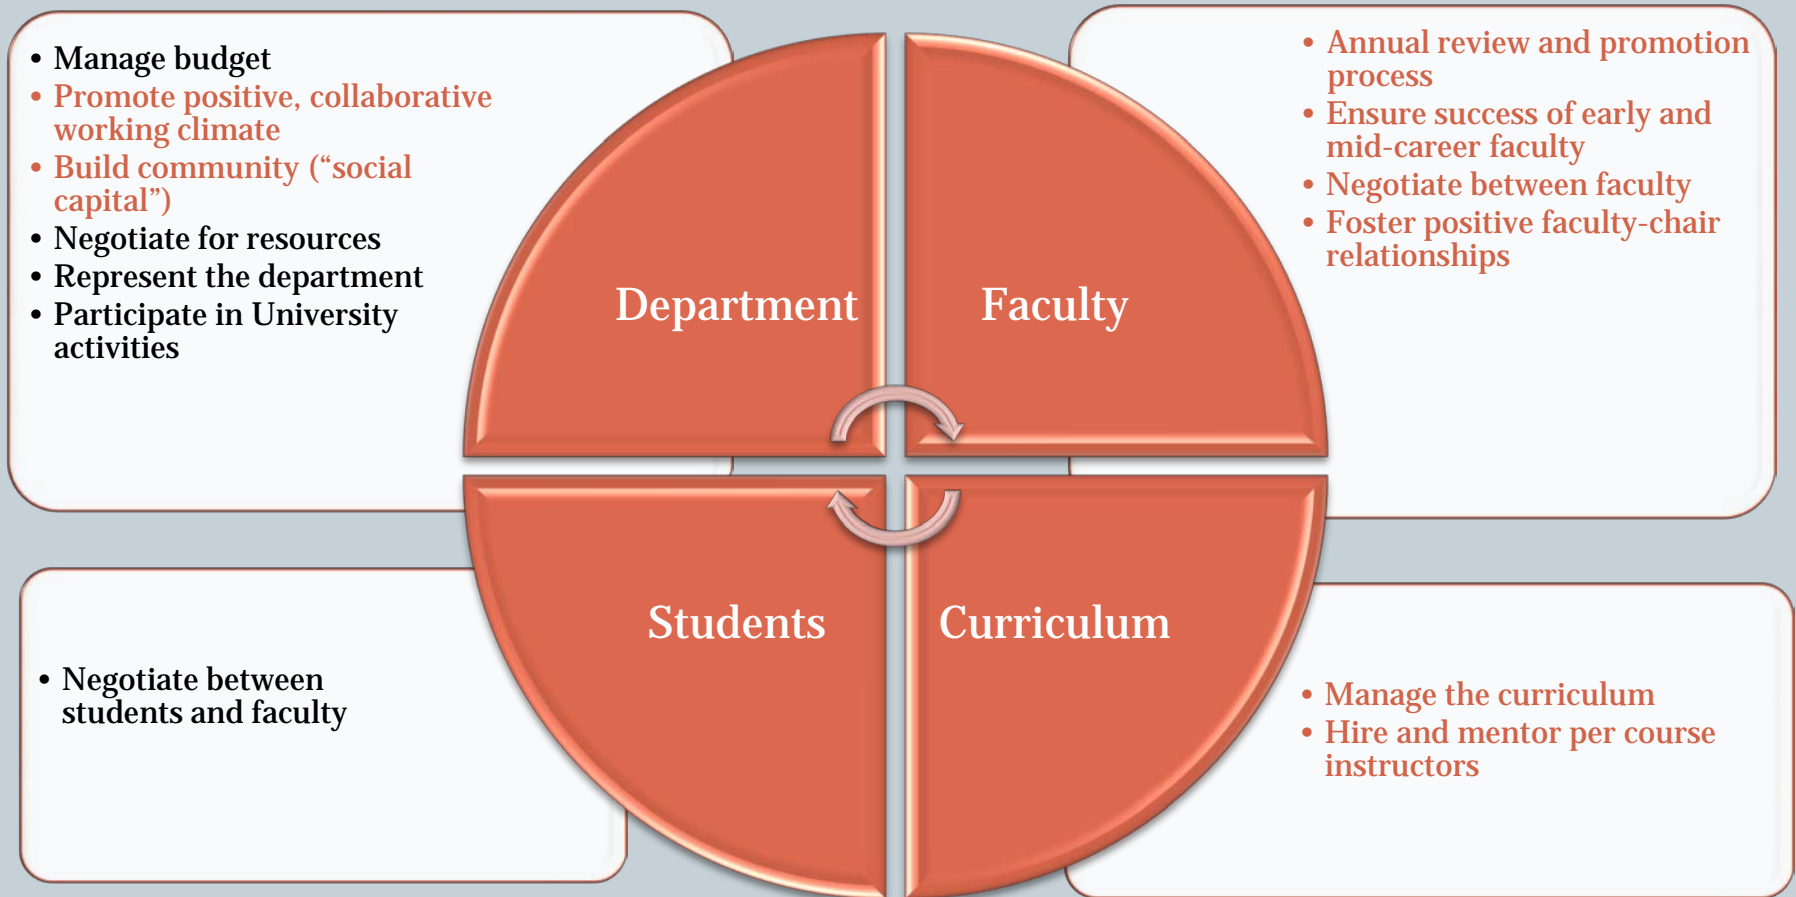 • Manage budget
• Promote positive, collaborative
working climate
• Build community (“social
capital”)
• Negotiate for resources
• Represent the department
• Participate in University
activities
Department
Faculty
• Annual review and promotion
process
• Ensure success of early and
mid-career faculty
• Negotiate between faculty
• Foster positive faculty-chair
relationships
• Negotiate between
students and faculty
Students
Curriculum
• Manage the curriculum
• Hire and mentor per course
instructors